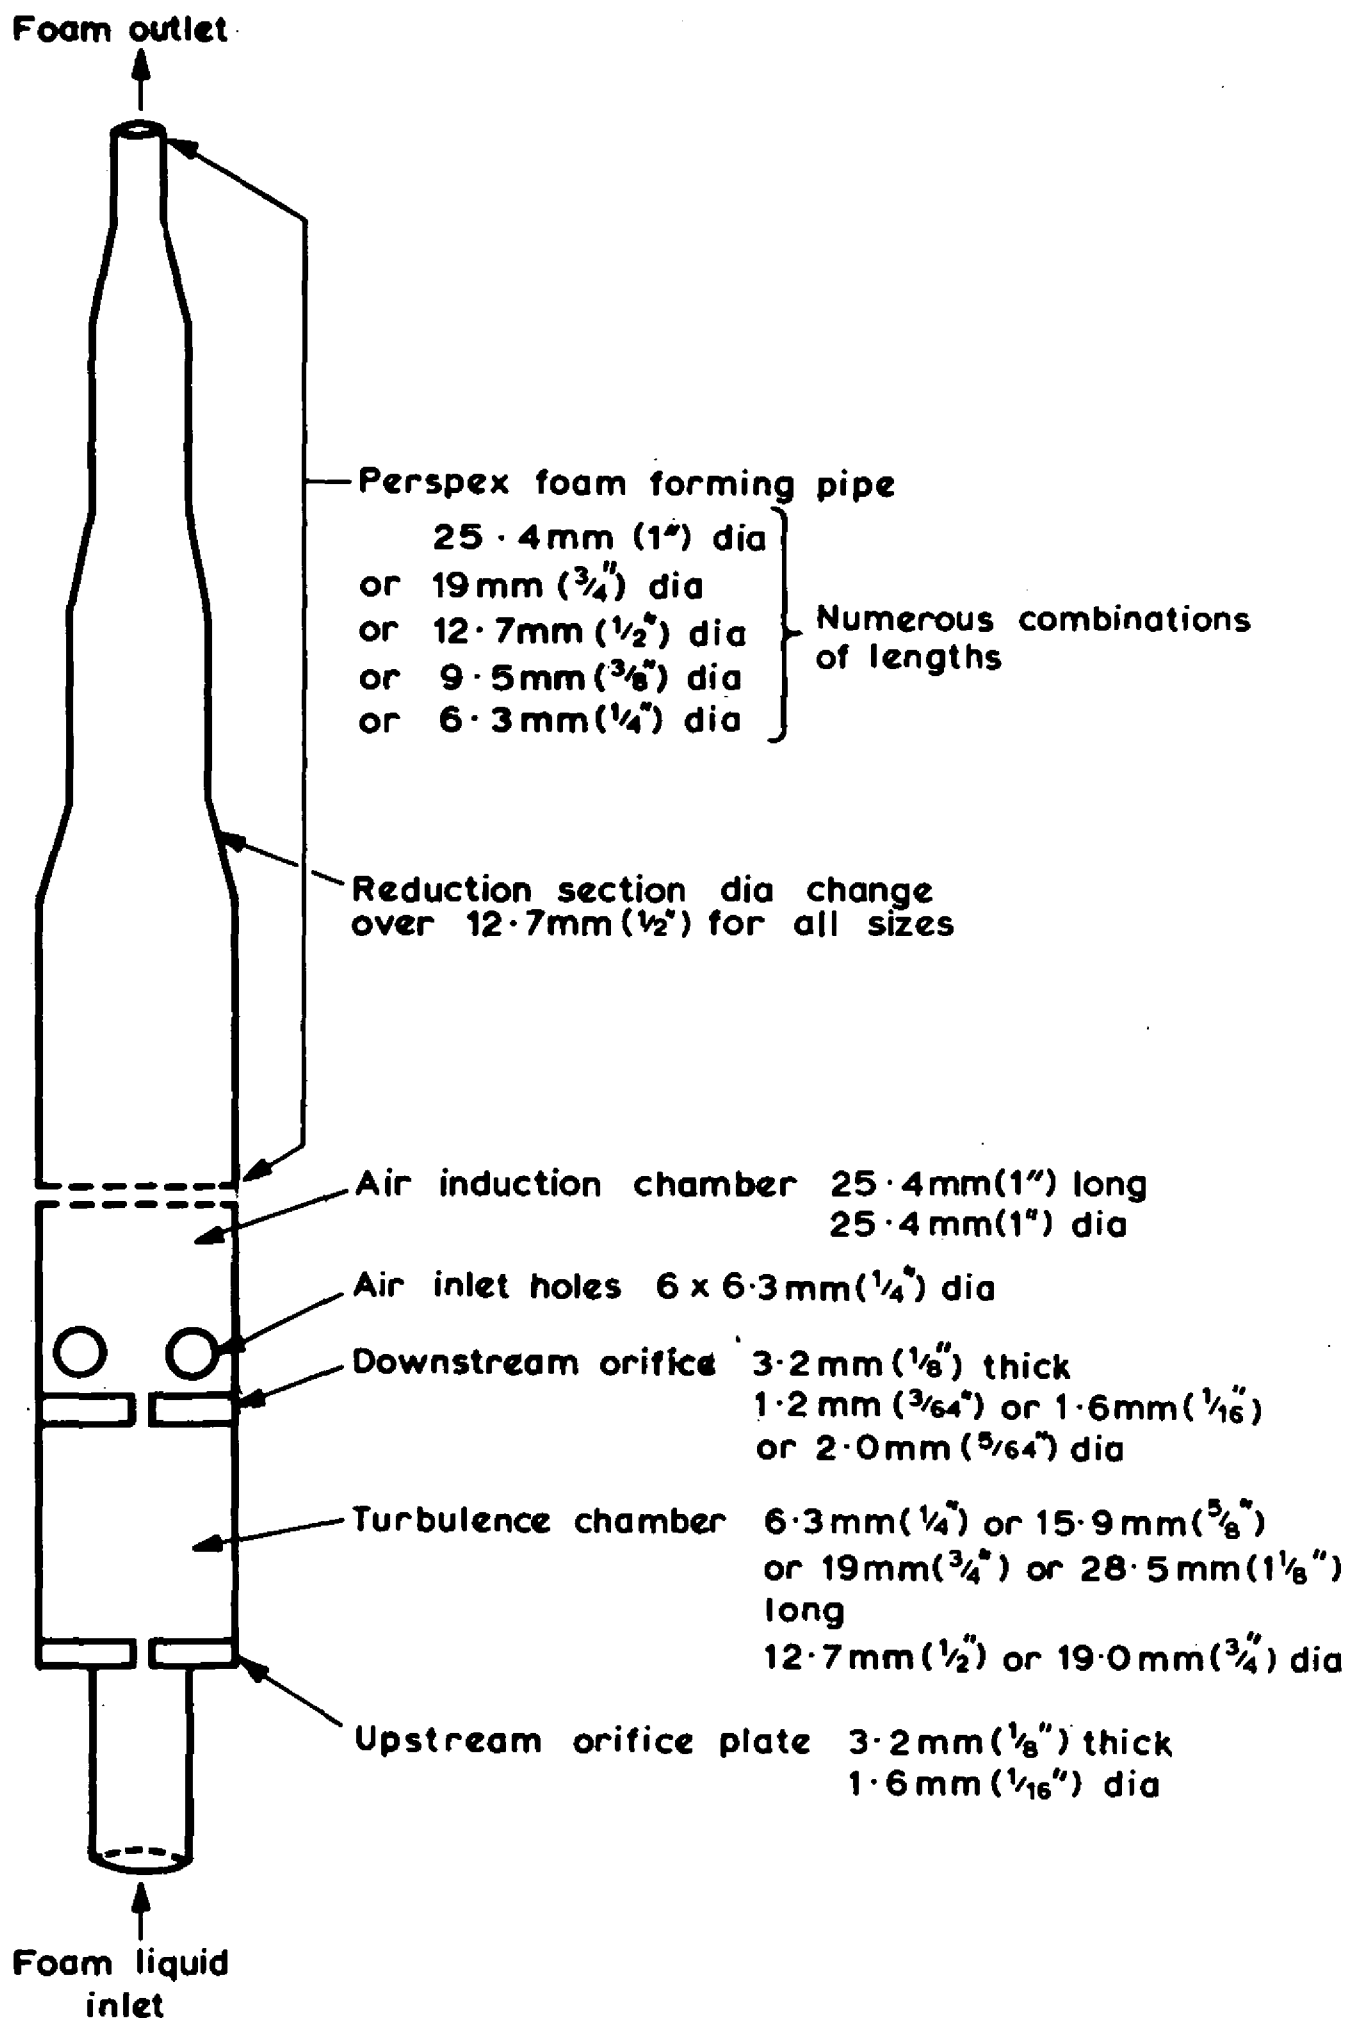 Foam outlet
Perspex foam forming pipe
25·4mm (1") dia
or 19mm (3/4") dia
or 12·7mm (1/2") dia
or 9·5mm (3/8") dia
or 6·3mm (1/4") dia
Numerous combinations
of lengths
Reduction section dia change
over 12·7mm (1/2") for all sizes
Air induction chamber 25·4mm (1") long
25·4mm (1") dia
Air inlet holes 6 x 6·3mm (1/4") dia
Downstream orifice 3·2mm (1/8") thick
1·2mm (3/64") or 1·6mm (1/16")
or 2·0mm (5/64") dia
Turbulence chamber 6·3mm (1/4") or 15·9mm (5/8")
or 19mm (3/4") or 28·5mm (1 1/8")
long
12·7mm (1/2") or 19·0mm (3/4") dia
Upstream orifice plate 3·2mm (1/8") thick
1·6mm (1/16") dia
Foam liquid
inlet